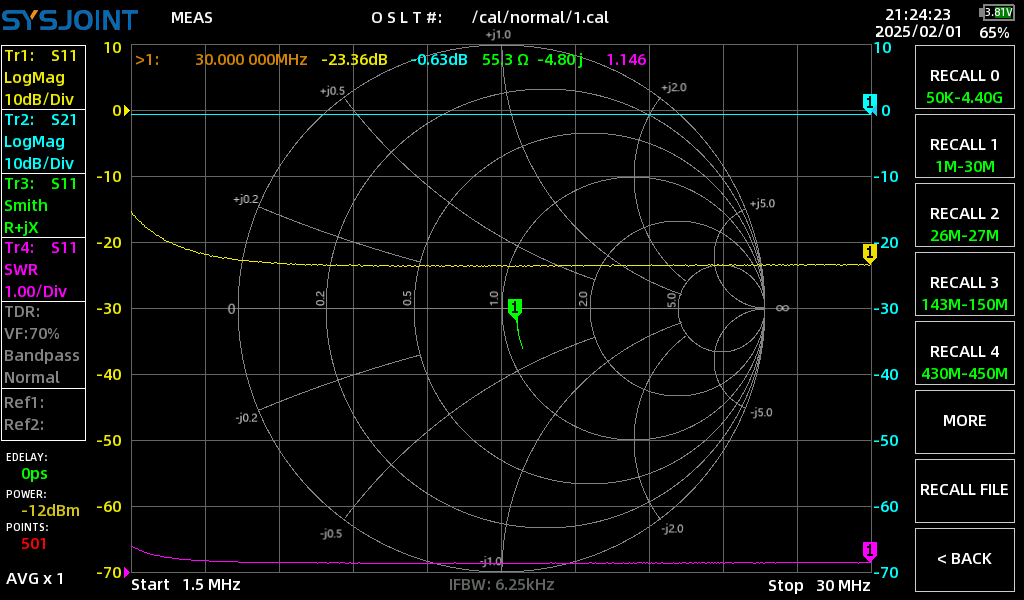 SYSJOINT MEAS O S L T #: /cal/normal/1.cal 21:24:23 3.81V
2025/02/01 65%
Tr1: S11
LogMag
10dB/Div
Tr2: S21
LogMag
10dB/Div
Tr3: S11
Smith
R+jX
Tr4: S11
SWR
1.00/Div
TDR:
VF:70%
Bandpass
Normal
Ref1:
Ref2:
EDELAY:
0ps
POWER:
-12dBm
POINTS:
501
AVG x 1
>1: 30.000 000MHz -23.36dB -0.63dB 55.3 Ω -4.80j 1.146
10
0
-10
-20
-30
-40
-50
-60
-70
+j1.0
+j0.5
+j2.0
+j0.2
+j5.0
0
0.2
0.5
1.0
2.0
5.0
∞
-j0.2
-j5.0
-j0.5
-j2.0
-j1.0
1
1
1
1
10
0
-10
-20
-30
-40
-50
-60
-70
Start 1.5 MHz IFBW: 6.25kHz Stop 30 MHz
RECALL 0
50K-4.40G
RECALL 1
1M-30M
RECALL 2
26M-27M
RECALL 3
143M-150M
RECALL 4
430M-450M
MORE
RECALL FILE
< BACK